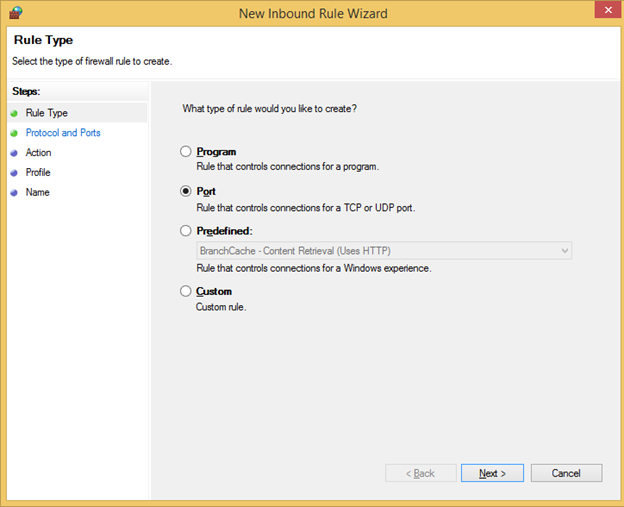 New Inbound Rule Wizard
Rule Type
Select the type of firewall rule to create.
Steps:
Rule Type
Protocol and Ports
Action
Profile
Name
What type of rule would you like to create?
Program
Rule that controls connections for a program.
Port
Rule that controls connections for a TCP or UDP port.
Predefined:
BranchCache - Content Retrieval (Uses HTTP)
Rule that controls connections for a Windows experience.
Custom
Custom rule.
< Back Next > Cancel